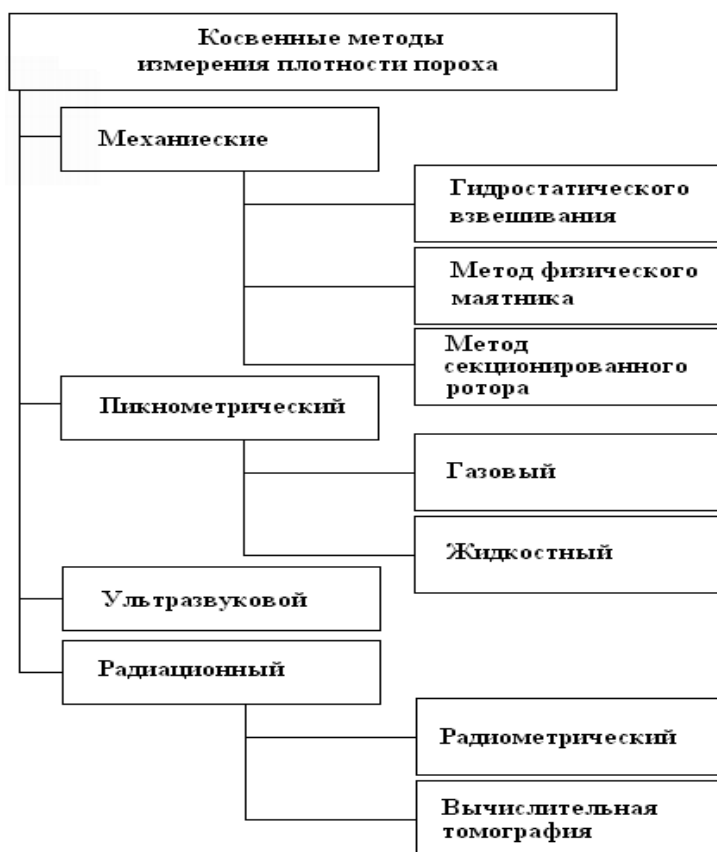 Косвенные методы
измерения плотности пороха
Механиеские
Гидростатического
взвешивания
Метод физического
маятника
Метод
секционированного
ротора
Пикнометрический
Газовый
Жидкостный
Ультразвуковой
Радиационный
Радиометрический
Вычислительная
томография